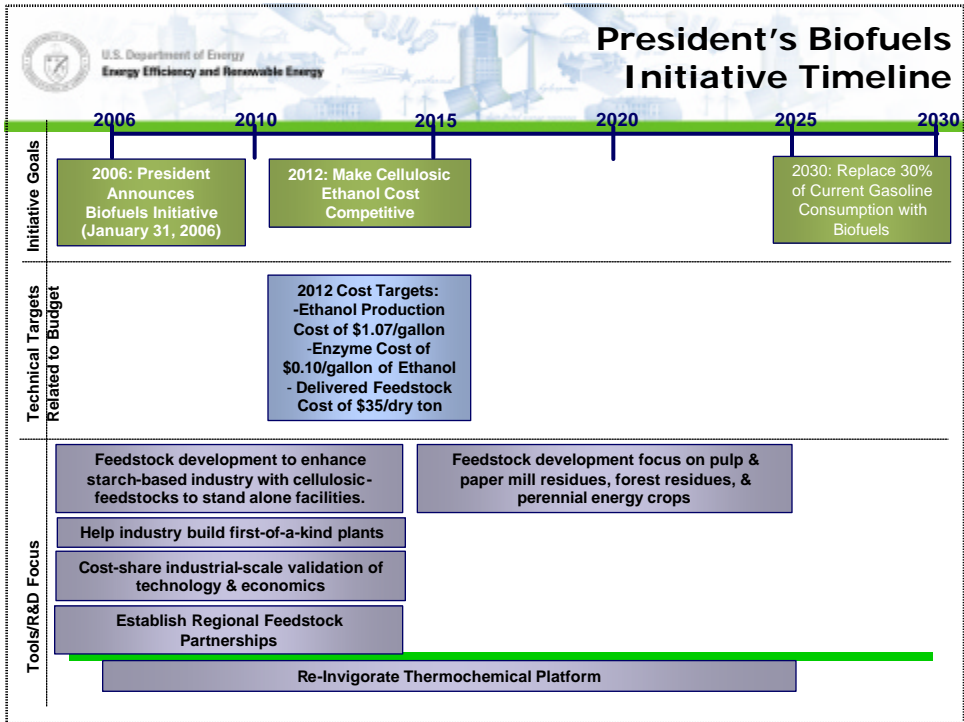 U.S. Department of Energy
Energy Efficiency and Renewable Energy
President's Biofuels
Initiative Timeline
2006
2010
2015
2020
2025
2030
Initiative Goals
2006: President
Announces
Biofuels Initiative
(January 31, 2006)
2012: Make Cellulosic
Ethanol Cost
Competitive
2030: Replace 30%
of Current Gasoline
Consumption with
Biofuels
Technical Targets
Related to Budget
2012 Cost Targets:
-Ethanol Production
Cost of $1.07/gallon
-Enzyme Cost of
$0.10/gallon of Ethanol
- Delivered Feedstock
Cost of $35/dry ton
Tools/R&D Focus
Feedstock development to enhance
starch-based industry with cellulosic-
feedstocks to stand alone facilities.
Feedstock development focus on pulp &
paper mill residues, forest residues, &
perennial energy crops
Help industry build first-of-a-kind plants
Cost-share industrial-scale validation of
technology & economics
Establish Regional Feedstock
Partnerships
Re-Invigorate Thermochemical Platform